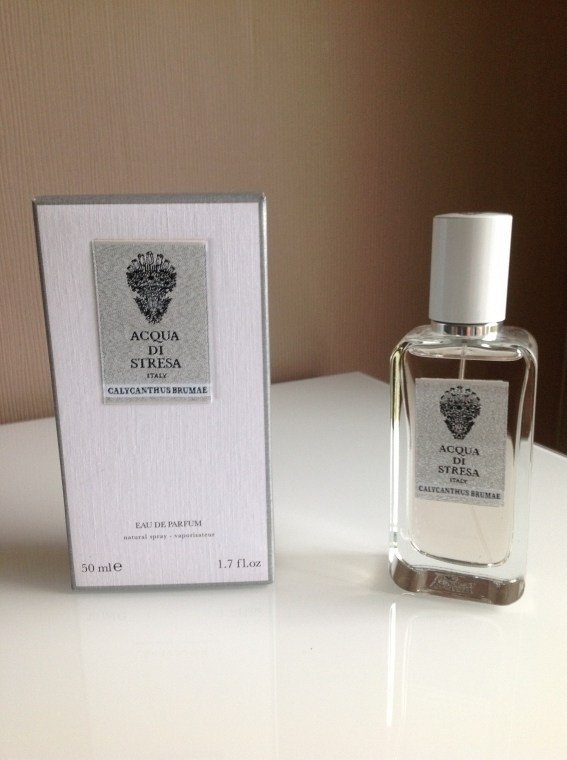 ACQUA
DI
STRESA
ITALY
CALYCANTHUS BRUMAE
EAU DE PARFUM
natural spray - vaporisateur
50 ml e 1.7 fl.oz
ACQUA
DI
STRESA
ITALY
CALYCANTHUS BRUMAE